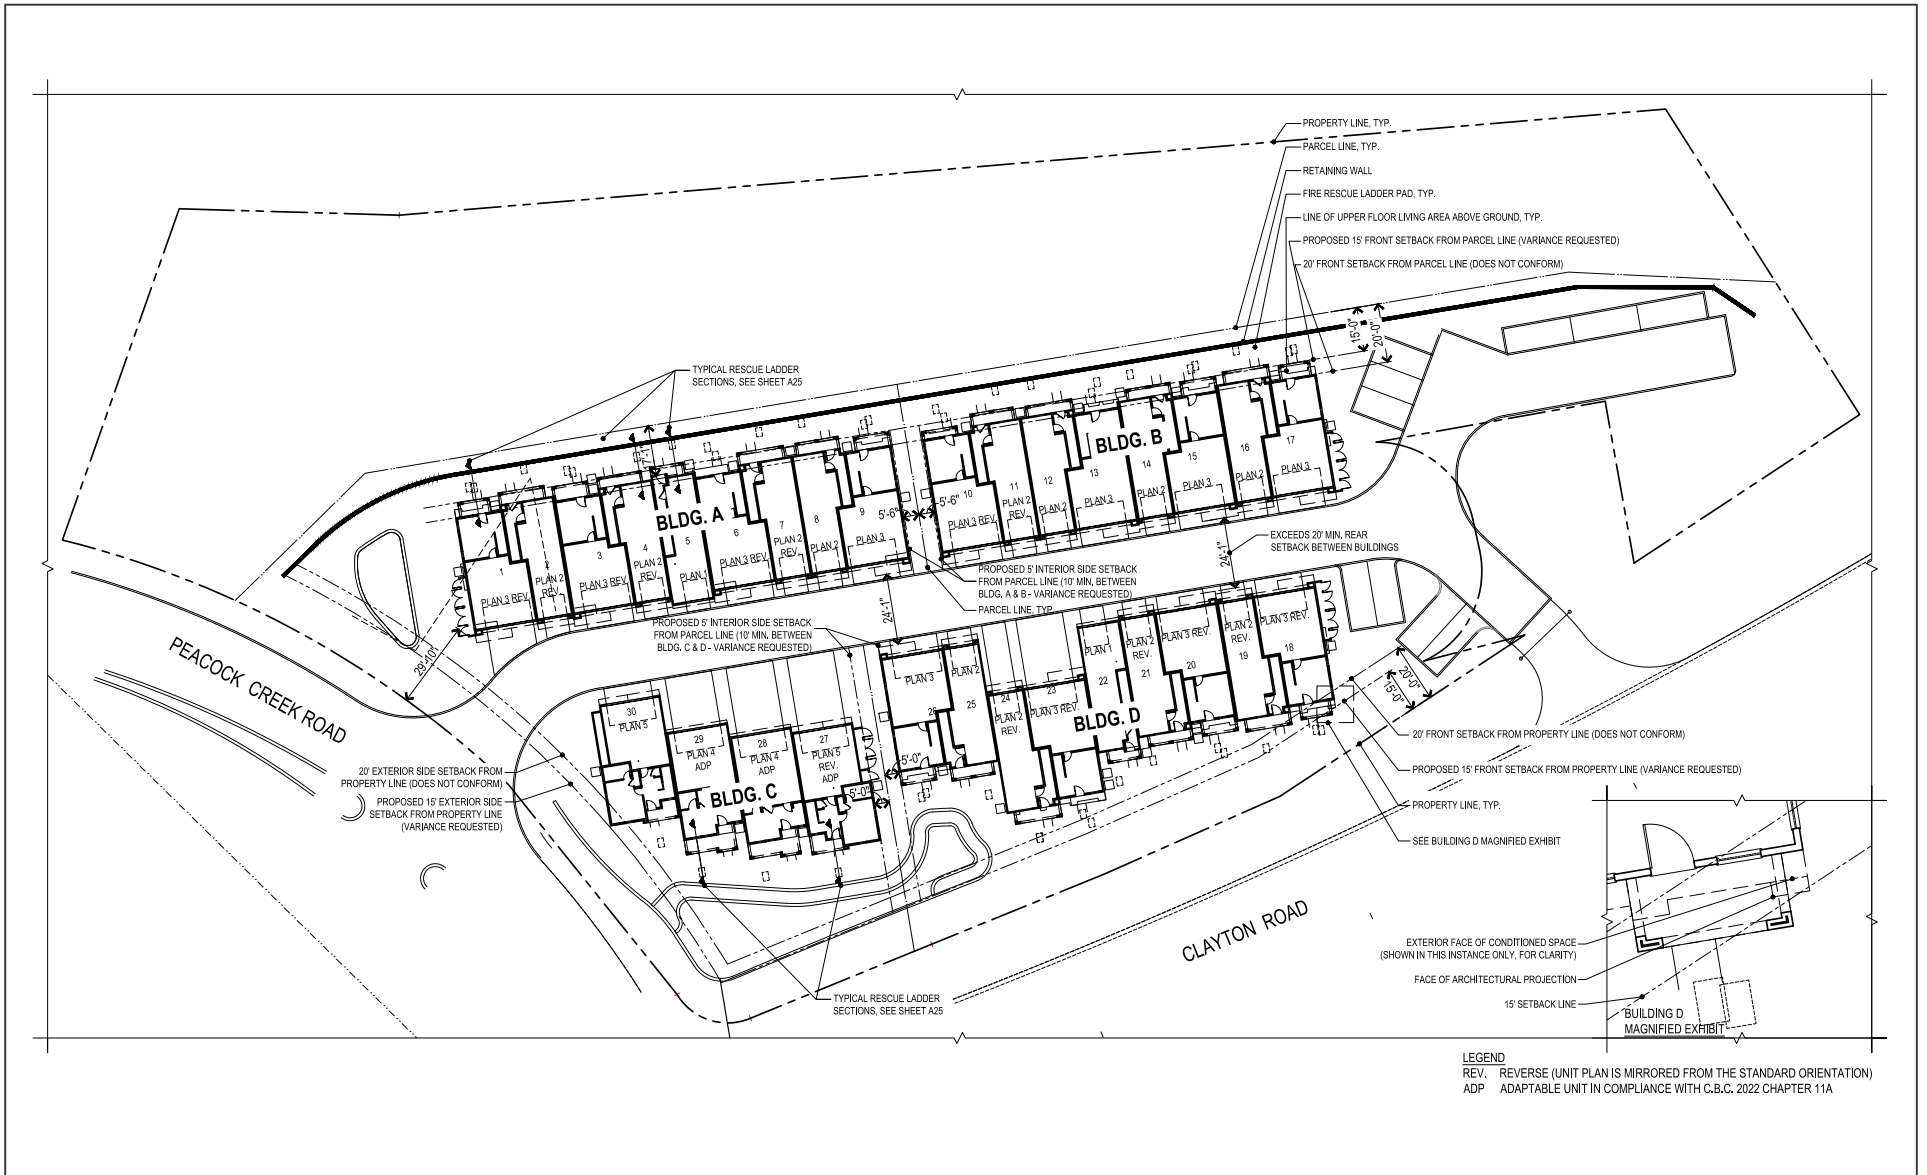 PROPERTY LINE, TYP.
PARCEL LINE, TYP.
RETAINING WALL
FIRE RESCUE LADDER PAD, TYP.
LINE OF UPPER FLOOR LIVING AREA ABOVE GROUND, TYP.
PROPOSED 15' FRONT SETBACK FROM PARCEL LINE (VARIANCE REQUESTED)
20' FRONT SETBACK FROM PARCEL LINE (DOES NOT CONFORM)
15'-0"
20'-0"
TYPICAL RESCUE LADDER
SECTIONS, SEE SHEET A25
BLDG. A
1
PLAN 3 REV.
2
PLAN 2
REV.
3
PLAN 3 REV.
4
PLAN 2
REV.
5
PLAN 1
6
PLAN 3 REV.
7
PLAN 2
REV.
8
PLAN 2
9
PLAN 3
5'-6"
5'-6"
BLDG. B
10
PLAN 3 REV.
11
PLAN 2
REV.
12
PLAN 2
13
PLAN 3
14
PLAN 2
15
PLAN 3
16
PLAN 2
17
PLAN 3
EXCEEDS 20' MIN. REAR
SETBACK BETWEEN BUILDINGS
24'-1"
24'-1"
PROPOSED 5' INTERIOR SIDE SETBACK
FROM PARCEL LINE (10' MIN. BETWEEN
BLDG. A & B - VARIANCE REQUESTED)
PARCEL LINE, TYP.
PROPOSED 5' INTERIOR SIDE SETBACK
FROM PARCEL LINE (10' MIN. BETWEEN
BLDG. C & D - VARIANCE REQUESTED)
29'-10"
PEACOCK CREEK ROAD
BLDG. C
30
PLAN 5
29
PLAN 4
ADP
28
PLAN 4
ADP
27
PLAN 5
REV.
ADP
5'-0"
5'-0"
BLDG. D
26
PLAN 3
25
PLAN 2
24
PLAN 2
REV.
23
PLAN 3 REV.
22
PLAN 1
21
PLAN 2
REV.
20
PLAN 3 REV.
19
PLAN 2
REV.
18
PLAN 3 REV.
20'-0"
15'-0"
20' FRONT SETBACK FROM PROPERTY LINE (DOES NOT CONFORM)
PROPOSED 15' FRONT SETBACK FROM PROPERTY LINE (VARIANCE REQUESTED)
PROPERTY LINE, TYP.
SEE BUILDING D MAGNIFIED EXHIBIT
20' EXTERIOR SIDE SETBACK FROM
PROPERTY LINE (DOES NOT CONFORM)
PROPOSED 15' EXTERIOR SIDE
SETBACK FROM PROPERTY LINE
(VARIANCE REQUESTED)
CLAYTON ROAD
TYPICAL RESCUE LADDER
SECTIONS, SEE SHEET A25
EXTERIOR FACE OF CONDITIONED SPACE
(SHOWN IN THIS INSTANCE ONLY, FOR CLARITY)
FACE OF ARCHITECTURAL PROJECTION
15' SETBACK LINE
BUILDING D
MAGNIFIED EXHIBIT
LEGEND
REV. REVERSE (UNIT PLAN IS MIRRORED FROM THE STANDARD ORIENTATION)
ADP ADAPTABLE UNIT IN COMPLIANCE WITH C.B.C. 2022 CHAPTER 11A